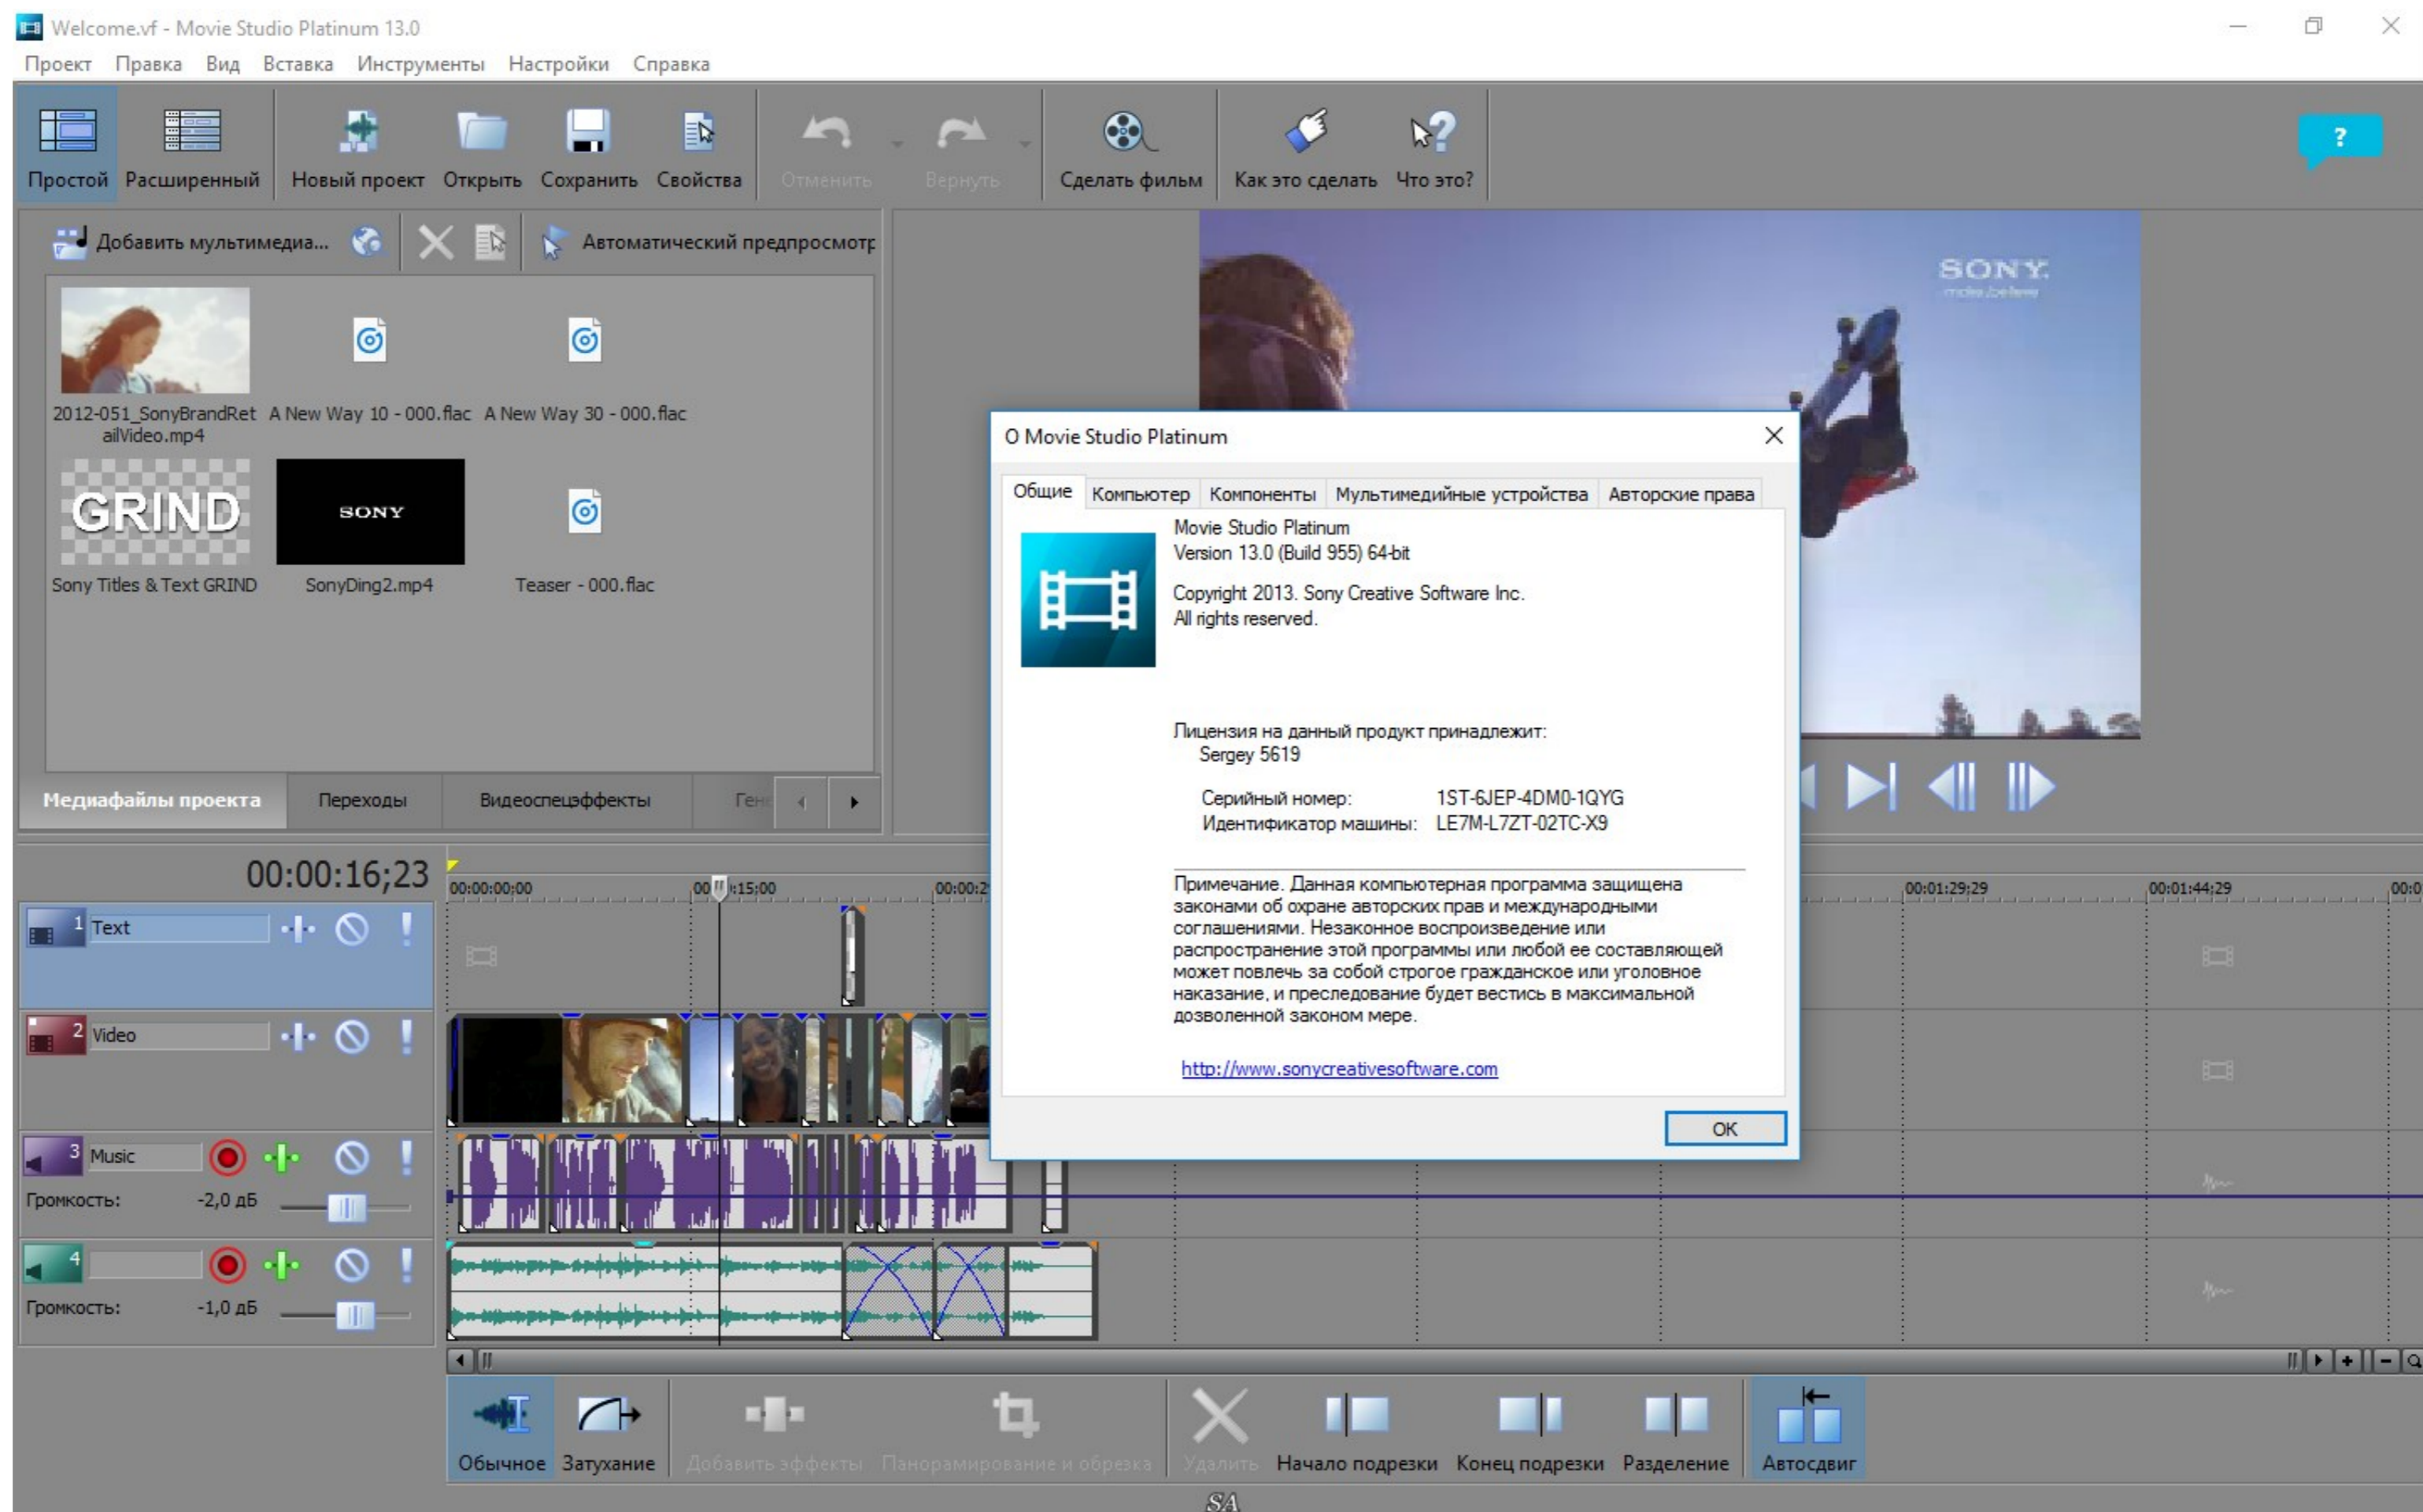 Welcome.vf - Movie Studio Platinum 13.0
Проект Правка Вид Вставка Инструменты Настройки Справка
Простой Расширенный Новый проект Открыть Сохранить Свойства Отменить Вернуть Сделать фильм Как это сделать Что это?
?
Добавить мультимедиа... Автоматический предпросмотр
SONY
make.believe
2012-051_SonyBrandRet
ailVideo.mp4
A New Way 10 - 000.flac
A New Way 30 - 000.flac
GRIND
SONY
Sony Titles & Text GRIND
SonyDing2.mp4
Teaser - 000.flac
Медиафайлы проекта Переходы Видеоспецэффекты
О Movie Studio Platinum
Общие Компьютер Компоненты Мультимедийные устройства Авторские права
Movie Studio Platinum
Version 13.0 (Build 955) 64-bit
Copyright 2013. Sony Creative Software Inc.
All rights reserved.
Лицензия на данный продукт принадлежит:
Sergey 5619
Серийный номер: 1ST-6JEP-4DM0-1QYG
Идентификатор машины: LE7M-L7ZT-02TC-X9
Примечание. Данная компьютерная программа защищена
законами об охране авторских прав и международными
соглашениями. Незаконное воспроизведение или
распространение этой программы или любой ее составляющей
может повлечь за собой строгое гражданское или уголовное
наказание, и преследование будет вестись в максимальной
дозволенной законом мере.
http://www.sonycreativesoftware.com
OK
00:00:16;23
00:00:00;00 00:01:29;29 00:01:44;29
1 Text
2 Video
3 Music
Громкость: -2,0 дБ
4
Громкость: -1,0 дБ
Обычное Затухание Добавить эффекты Панорамирование и обрезка Удалить Начало подрезки Конец подрезки Разделение Автосдвиг
SA